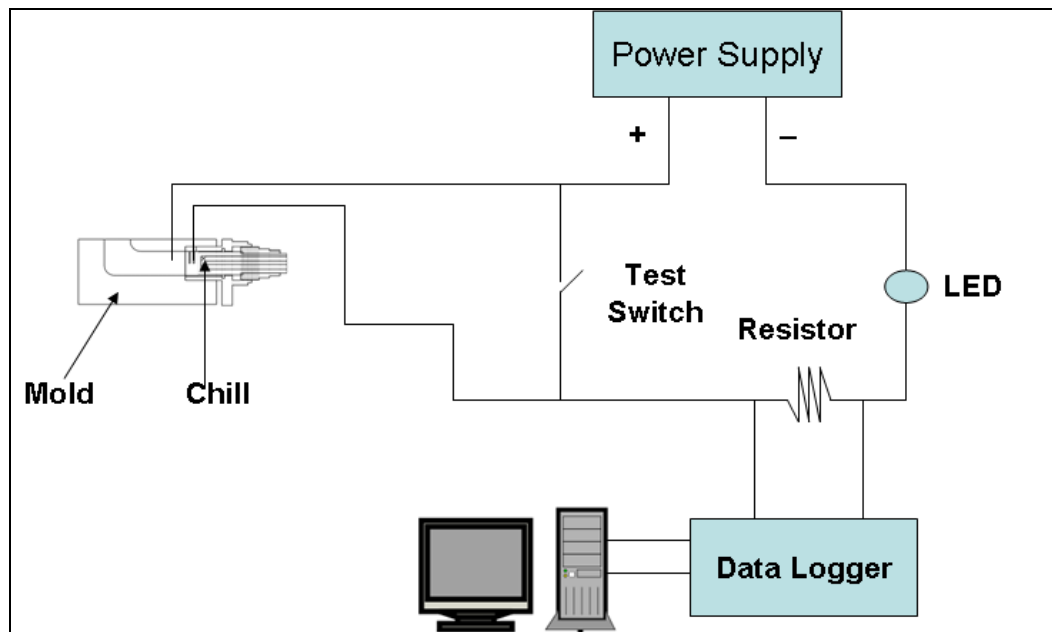 Power Supply
+
–
Test
Switch
LED
Resistor
Mold
Chill
Data Logger